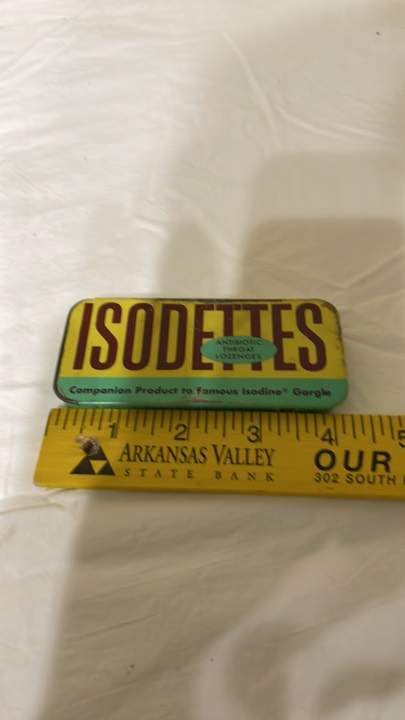 ISODETTES
ANTIBIOTIC
THROAT
LOZENGES
Companion Product to Famous Isodine® Gargle
1 2 3 4 5
ARKANSAS VALLEY
STATE BANK
OUR
302 SOUTH